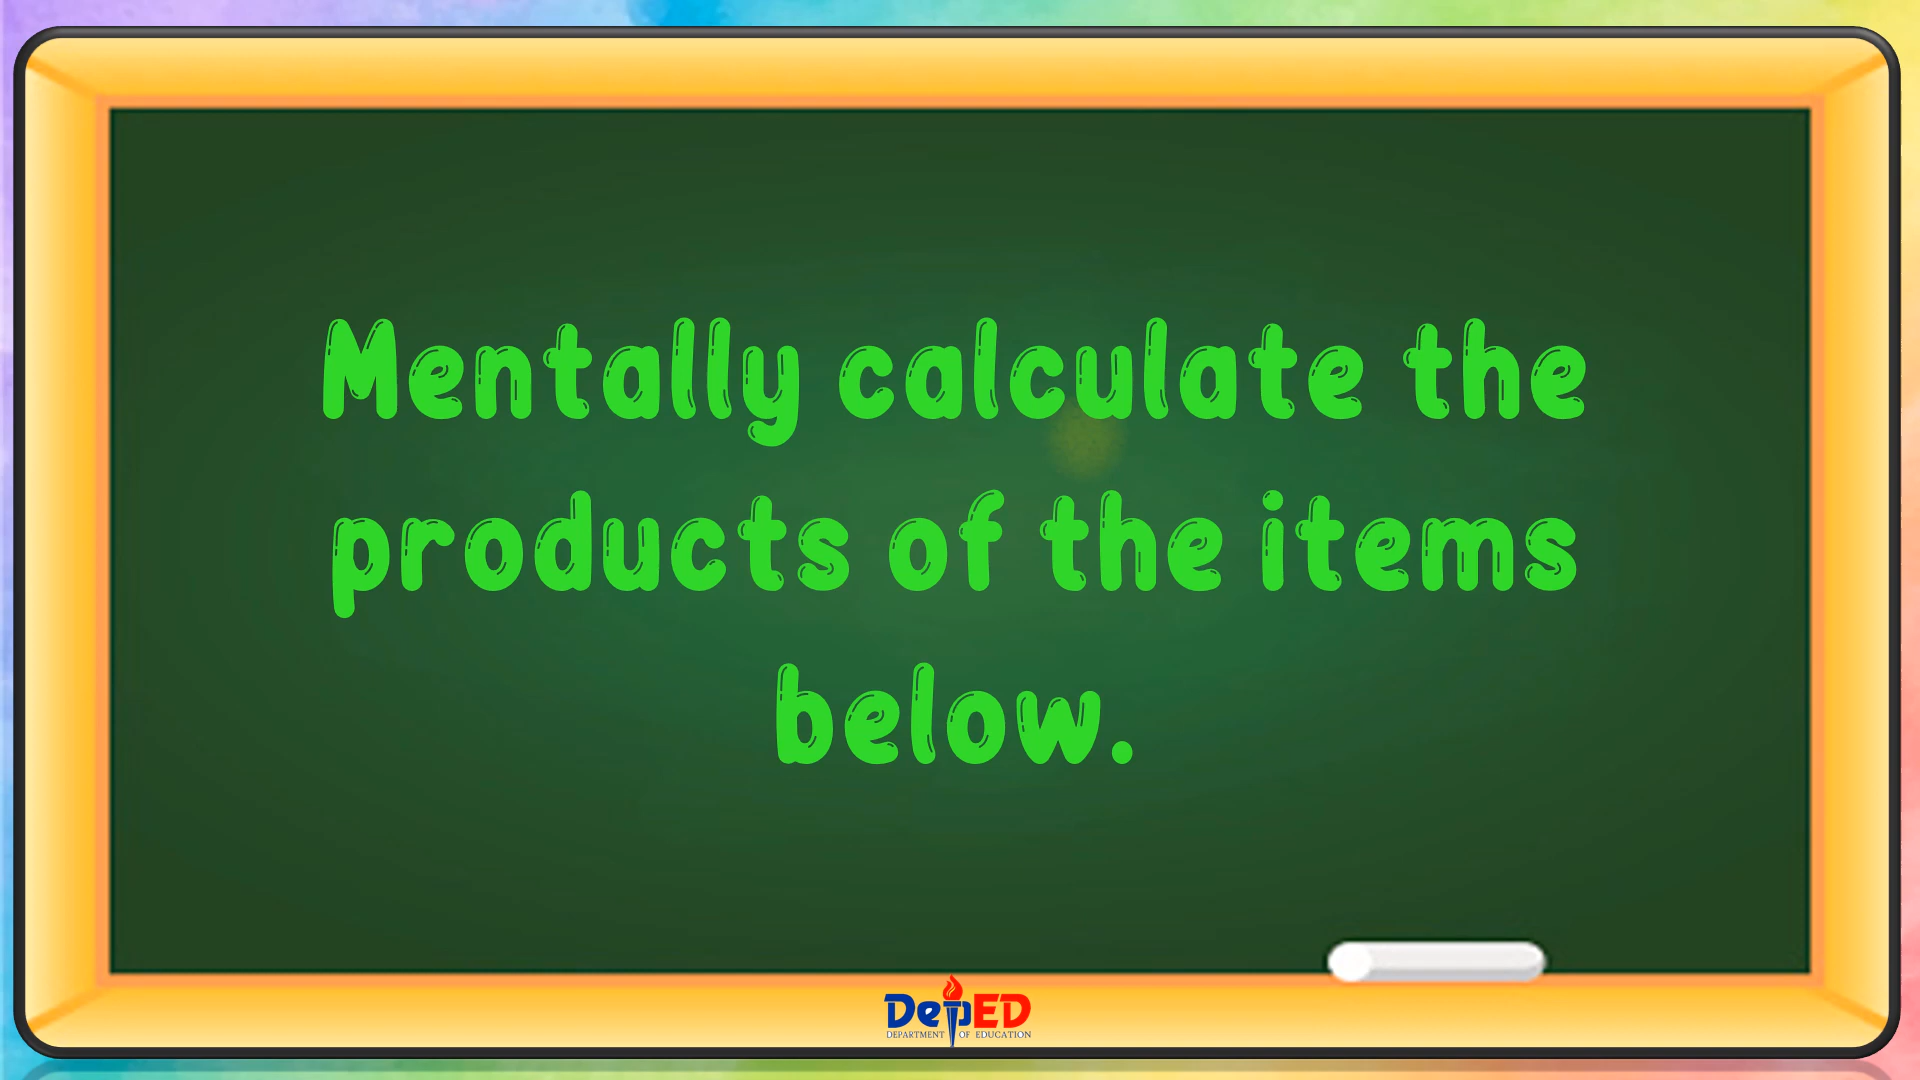 Mentally calculate the
products of the items
below.
DepED
DEPARTMENT OF EDUCATION